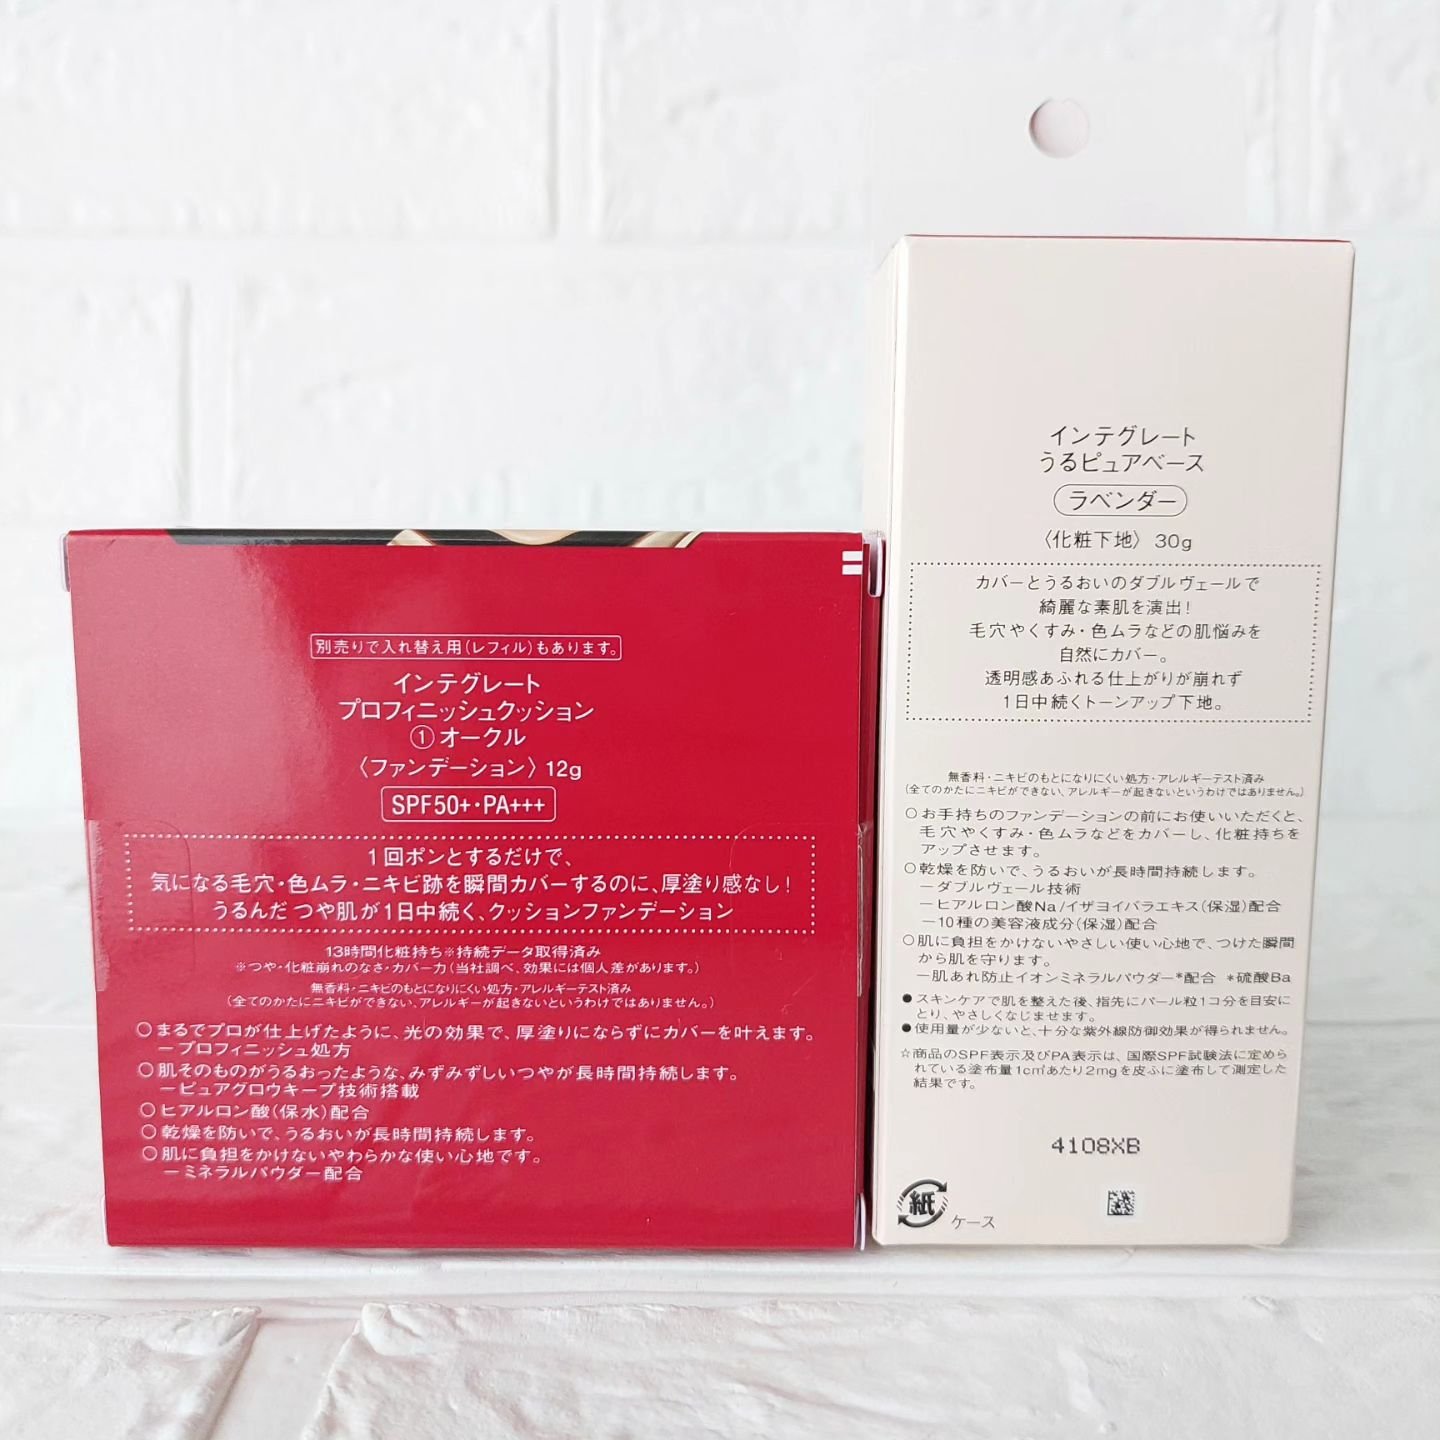 別売りで入れ替え用(レフィル)もあります。
インテグレート
プロフィニッシュクッション
① オークル
〈ファンデーション〉 12g
SPF50+・PA+++
1回ポンとするだけで、
気になる毛穴・色ムラ・ニキビ跡を瞬間カバーするのに、厚塗り感なし!
うるんだつや肌が1日中続く、クッションファンデーション
13時間化粧持ち※持続データ取得済み
※つや・化粧崩れのなさ・カバー力(当社調べ、効果には個人差があります。)
無香料・ニキビのもとになりにくい処方・アレルギーテスト済み
(全てのかたにニキビができない、アレルギーが起きないというわけではありません。)
○まるでプロが仕上げたように、光の効果で、厚塗りにならずにカバーを叶えます。
ープロフィニッシュ処方
○肌そのものがうるおったような、みずみずしいつやが長時間持続します。
ーピュアグロウキープ技術搭載
○ヒアルロン酸(保水)配合
○乾燥を防いで、うるおいが長時間持続します。
○肌に負担をかけないやわらかな使い心地です。
ーミネラルパウダー配合
インテグレート
うるピュアベース
ラベンダー
〈化粧下地〉 30g
カバーとうるおいのダブルヴェールで
綺麗な素肌を演出!
毛穴やくすみ・色ムラなどの肌悩みを
自然にカバー。
透明感あふれる仕上がりが崩れず
1日中続くトーンアップ下地。
無香料・ニキビのもとになりにくい処方・アレルギーテスト済み
(全てのかたにニキビができない、アレルギーが起きないというわけではありません。)
○お手持ちのファンデーションの前にお使いいただくと、
毛穴やくすみ・色ムラなどをカバーし、化粧持ちを
アップさせます。
○乾燥を防いで、うるおいが長時間持続します。
ーダブルヴェール技術
ーヒアルロン酸Na/イザヨイバラエキス(保湿)配合
ー10種の美容液成分(保湿)配合
○肌に負担をかけないやさしい使い心地で、つけた瞬間
から肌を守ります。
ー肌あれ防止イオンミネラルパウダー*配合 *硫酸Ba
●スキンケアで肌を整えた後、指先にパール粒1コ分を目安に
とり、やさしくなじませます。
●使用量が少ないと、十分な紫外線防御効果が得られません。
☆商品のSPF表示及びPA表示は、国際SPF試験法に定めら
れている塗布量1c㎡あたり2mgを皮ふに塗布して測定した
結果です。
4108XB
紙
ケース